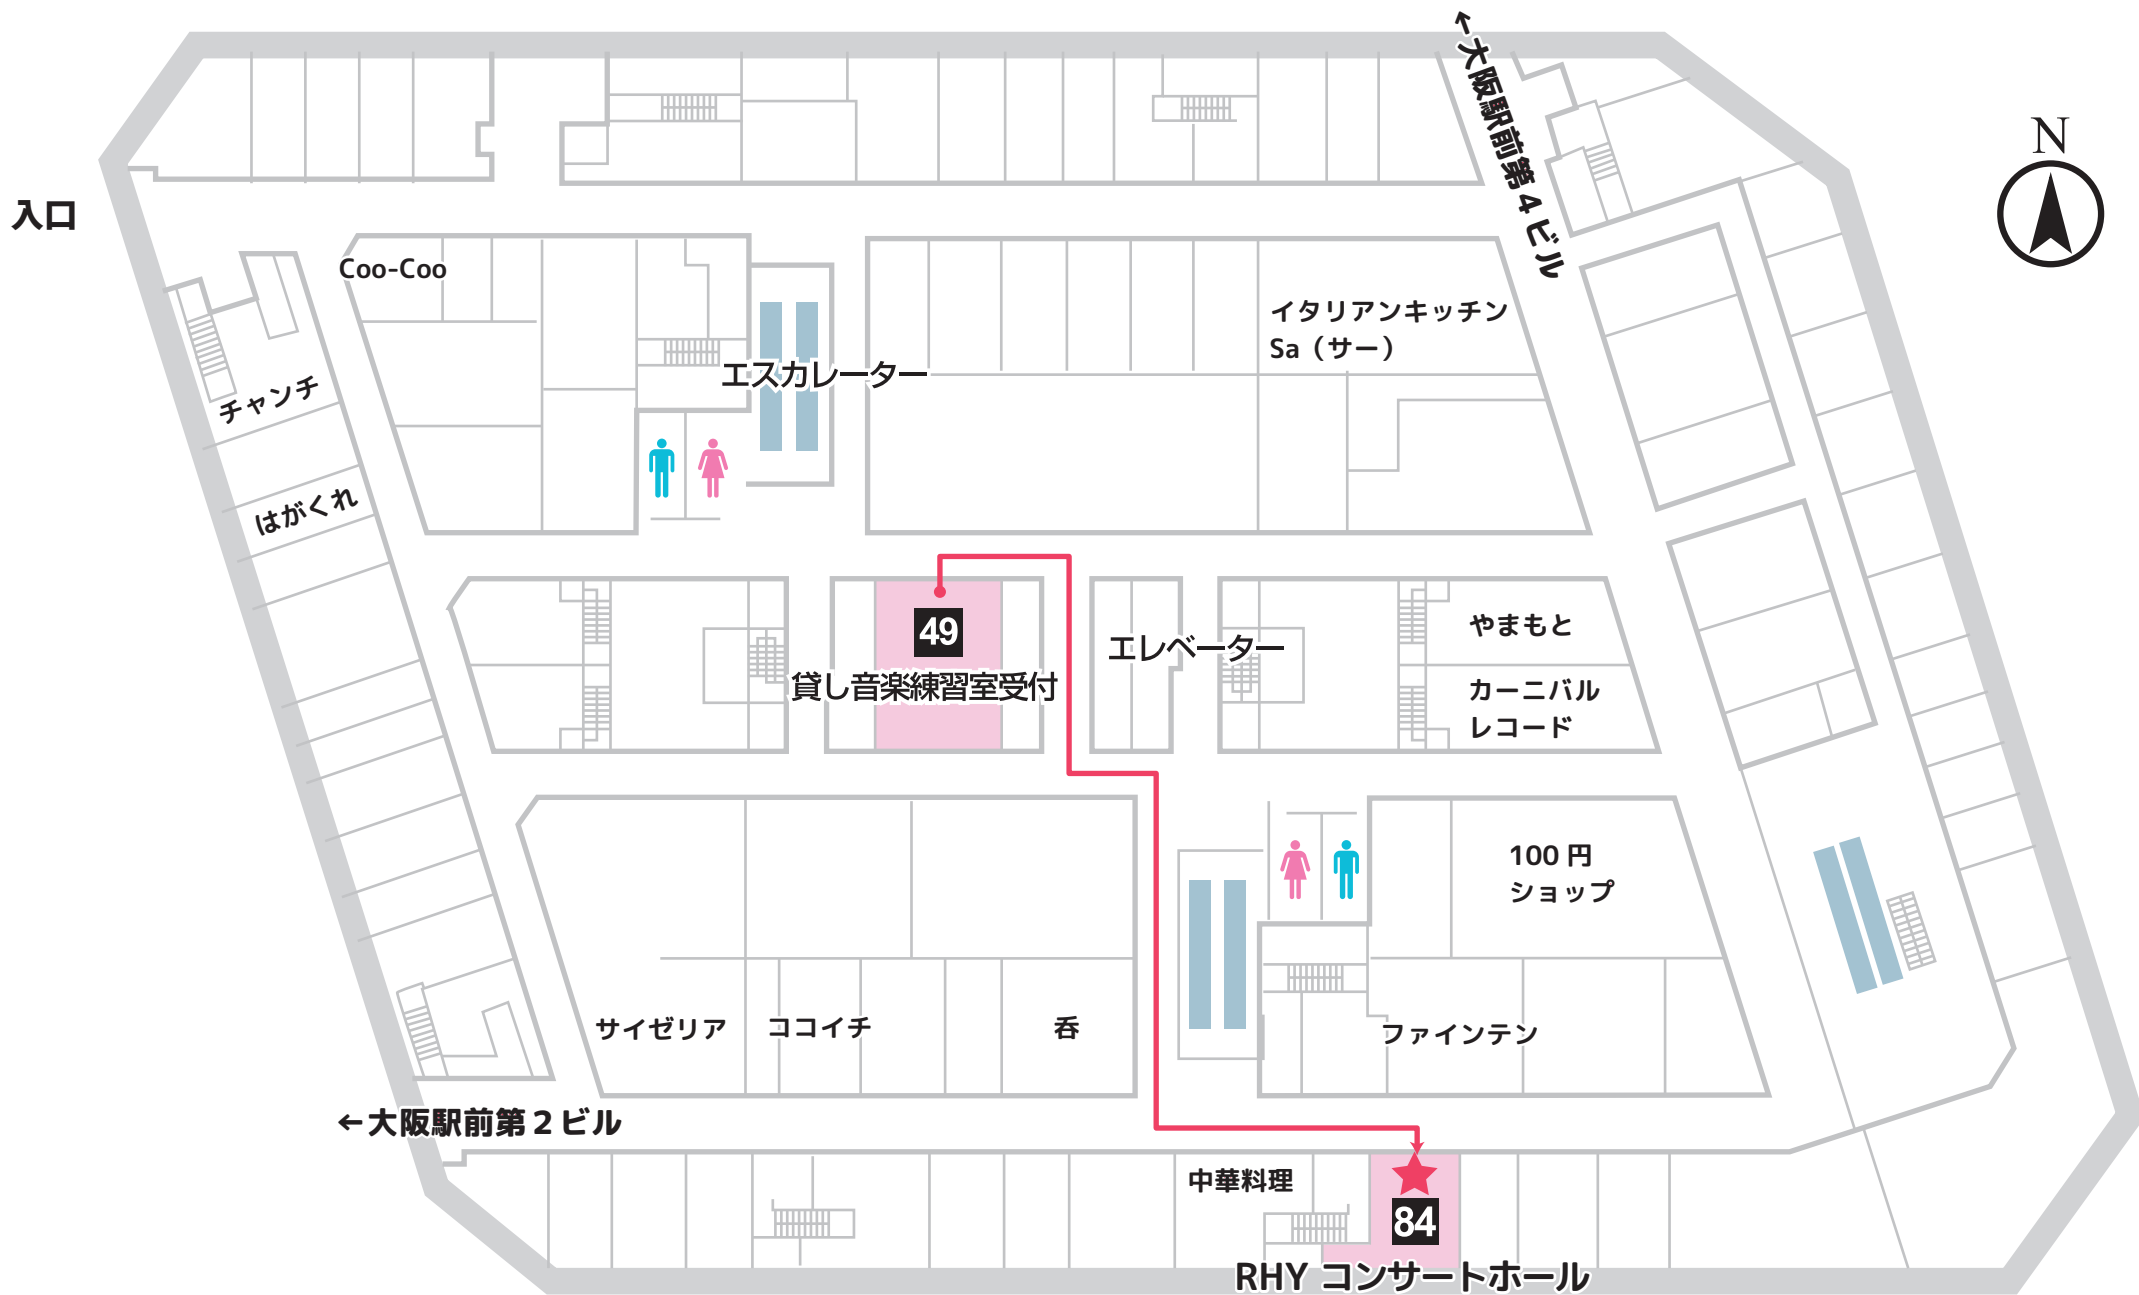 ←大阪駅前第４ビル
N
入口
Coo-Coo
イタリアンキッチン
Sa（サー）
エスカレーター
チャンチ
はがくれ
49
貸し音楽練習室受付
エレベーター
やまもと
カーニバル
レコード
100 円
ショップ
サイゼリア
ココイチ
呑
ファインテン
←大阪駅前第２ビル
中華料理
84
RHY コンサートホール